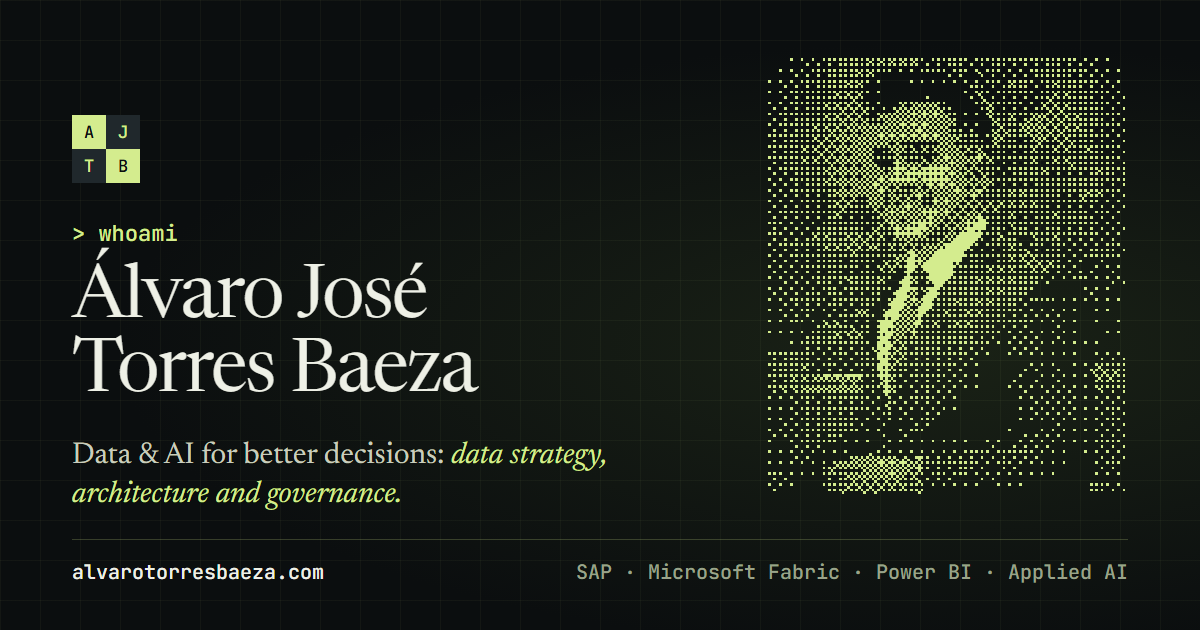 A J
T B
> whoami
Álvaro José
Torres Baeza
Data & AI for better decisions: data strategy,
architecture and governance.
alvarotorresbaeza.com
SAP · Microsoft Fabric · Power BI · Applied AI